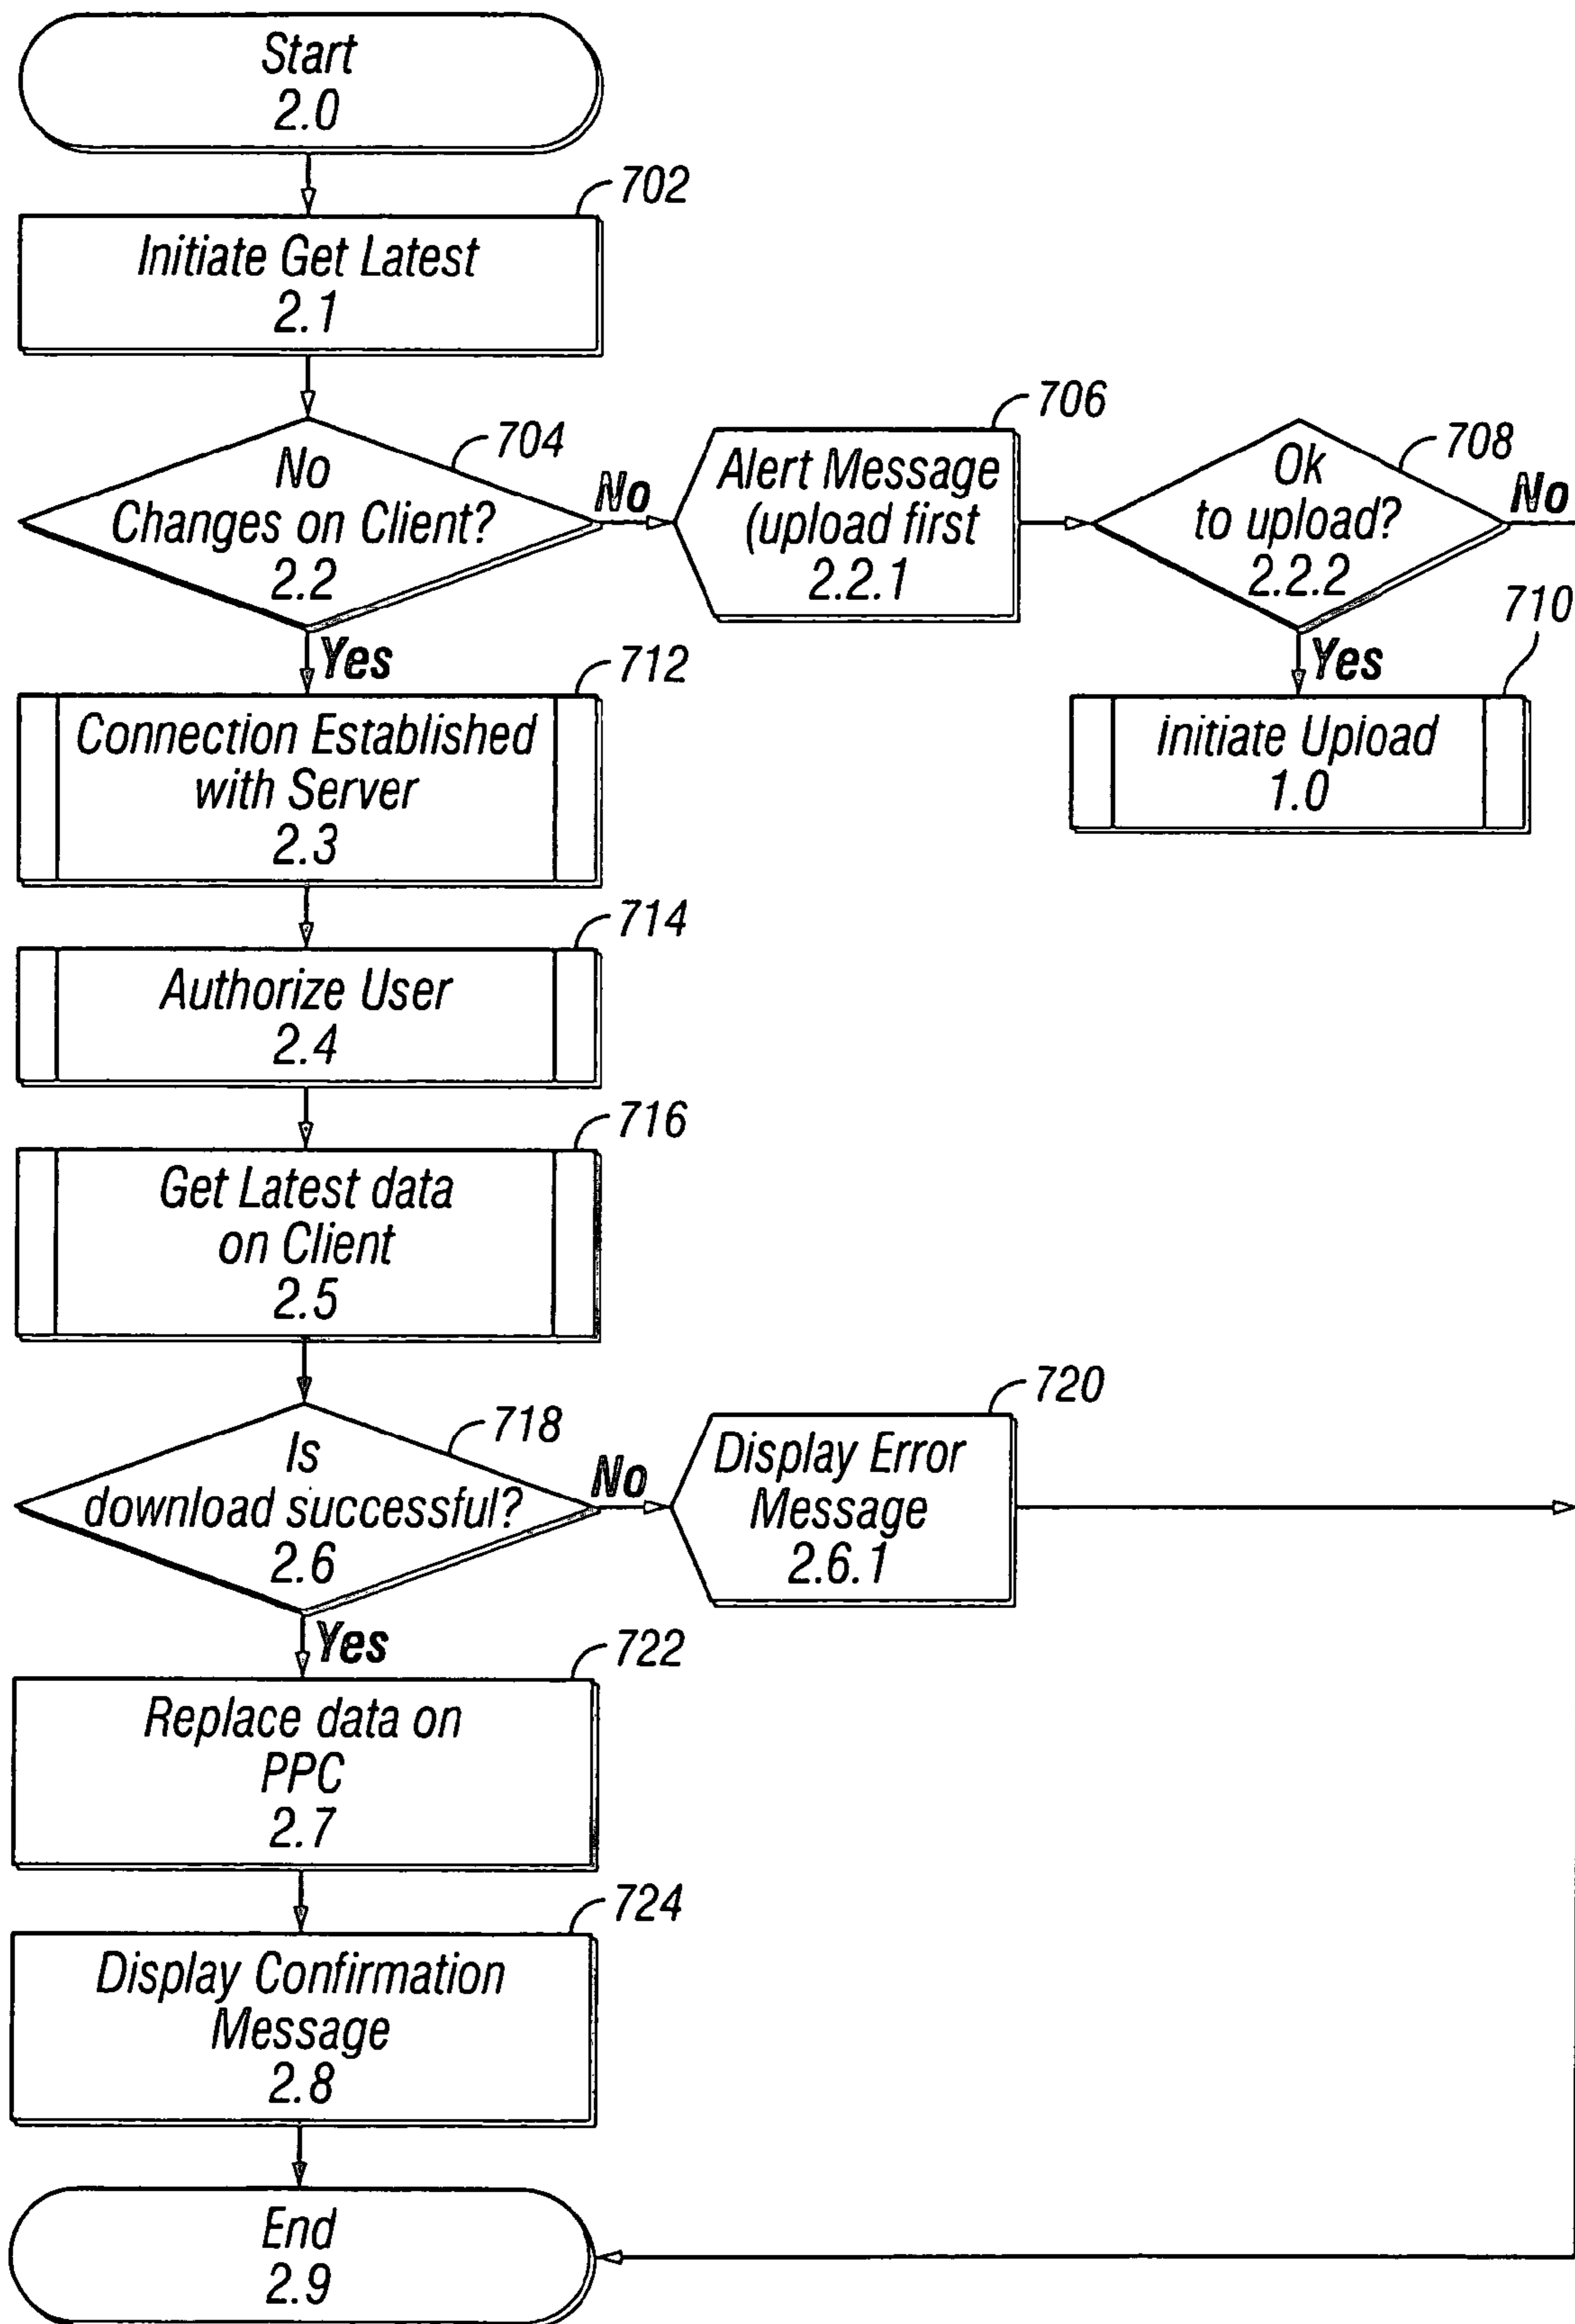 Start
2.0
702
Initiate Get Latest
2.1
704
No
Changes on Client?
2.2
No
706
Alert Message
(upload first
2.2.1
708
Ok
to upload?
2.2.2
No
Yes
710
Initiate Upload
1.0
Yes
712
Connection Established
with Server
2.3
714
Authorize User
2.4
716
Get Latest data
on Client
2.5
718
Is
download successful?
2.6
No
720
Display Error
Message
2.6.1
Yes
722
Replace data on
PPC
2.7
724
Display Confirmation
Message
2.8
End
2.9